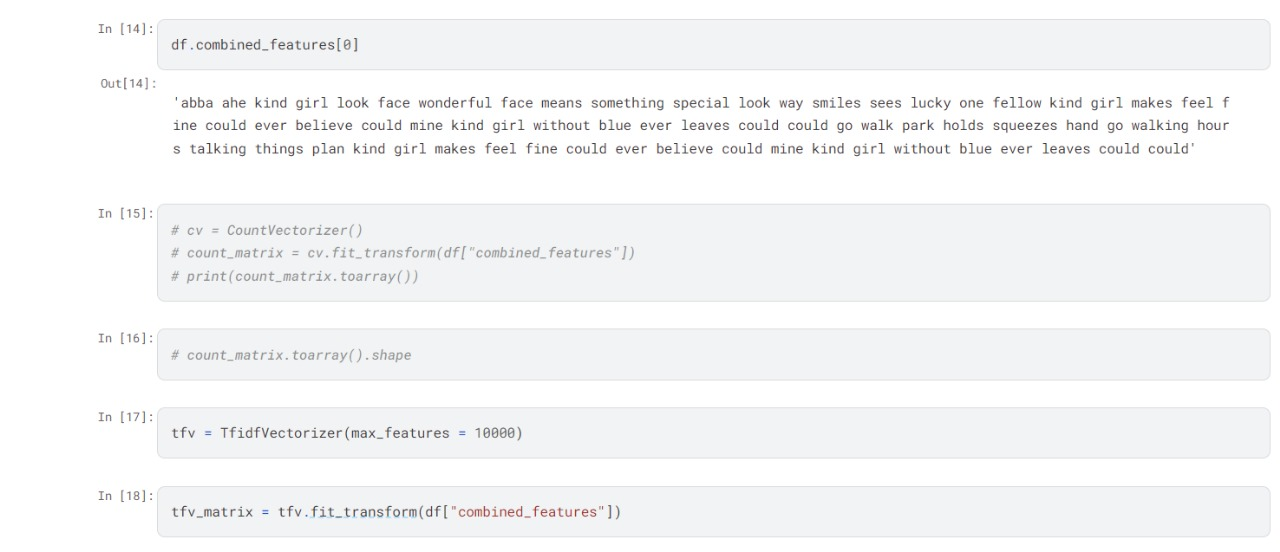 In [14]:
df.combined_features[0]
Out[14]:
'abba ahe kind girl look face wonderful face means something special look way smiles sees lucky one fellow kind girl makes feel f
ine could ever believe could mine kind girl without blue ever leaves could could go walk park holds squeezes hand go walking hour
s talking things plan kind girl makes feel fine could ever believe could mine kind girl without blue ever leaves could could'
In [15]:
# cv = CountVectorizer()
# count_matrix = cv.fit_transform(df["combined_features"])
# print(count_matrix.toarray())
In [16]:
# count_matrix.toarray().shape
In [17]:
tfv = TfidfVectorizer(max_features = 10000)
In [18]:
tfv_matrix = tfv.fit_transform(df["combined_features"])